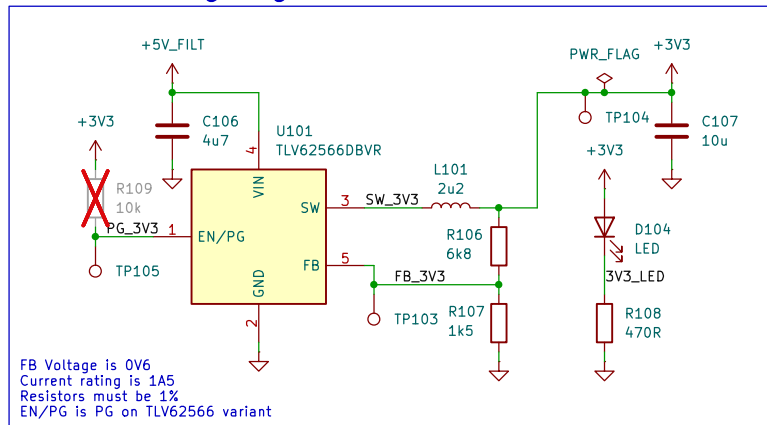 +5V_FILT
PWR_FLAG
+3V3
+3V3
C106
4u7
U101
TLV62566DBVR
TP104
C107
10u
+3V3
L101
2u2
R109
10k
4
VIN
SW
3
SW_3V3
PG_3V3
1
EN/PG
R106
6k8
D104
LED
TP105
FB
5
FB_3V3
3V3_LED
GND
2
TP103
R107
1k5
R108
470R
FB Voltage is 0V6
Current rating is 1A5
Resistors must be 1%
EN/PG is PG on TLV62566 variant